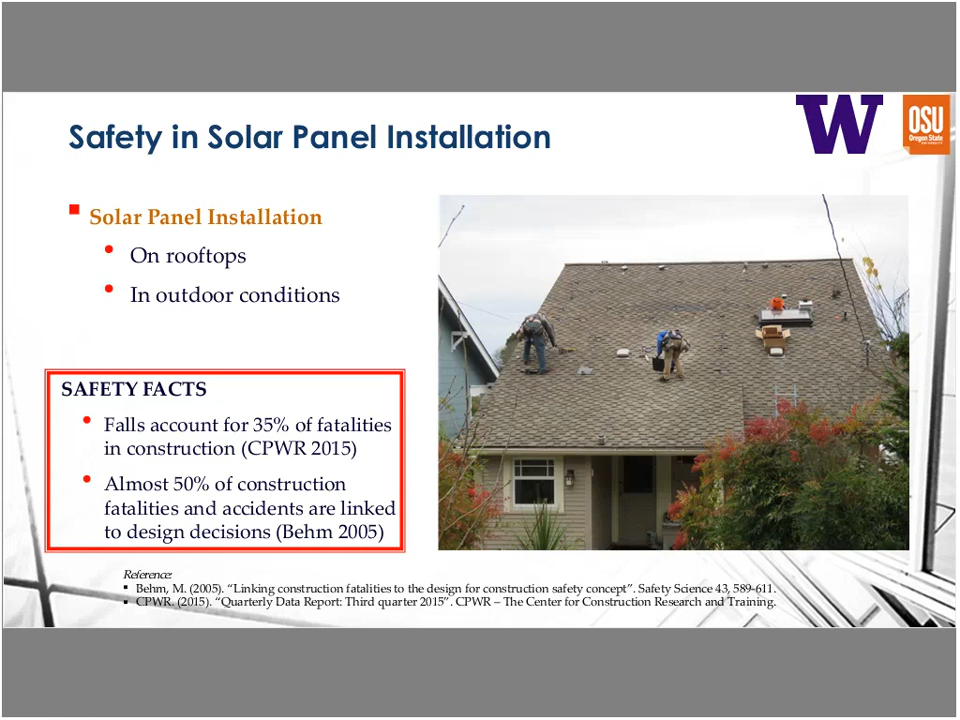 Safety in Solar Panel Installation
W
OSU
Oregon State
UNIVERSITY
Solar Panel Installation
On rooftops
In outdoor conditions
SAFETY FACTS
Falls account for 35% of fatalities
in construction (CPWR 2015)
Almost 50% of construction
fatalities and accidents are linked
to design decisions (Behm 2005)
Reference:
Behm, M. (2005). “Linking construction fatalities to the design for construction safety concept”. Safety Science 43, 589-611.
CPWR. (2015). “Quarterly Data Report: Third quarter 2015”. CPWR – The Center for Construction Research and Training.